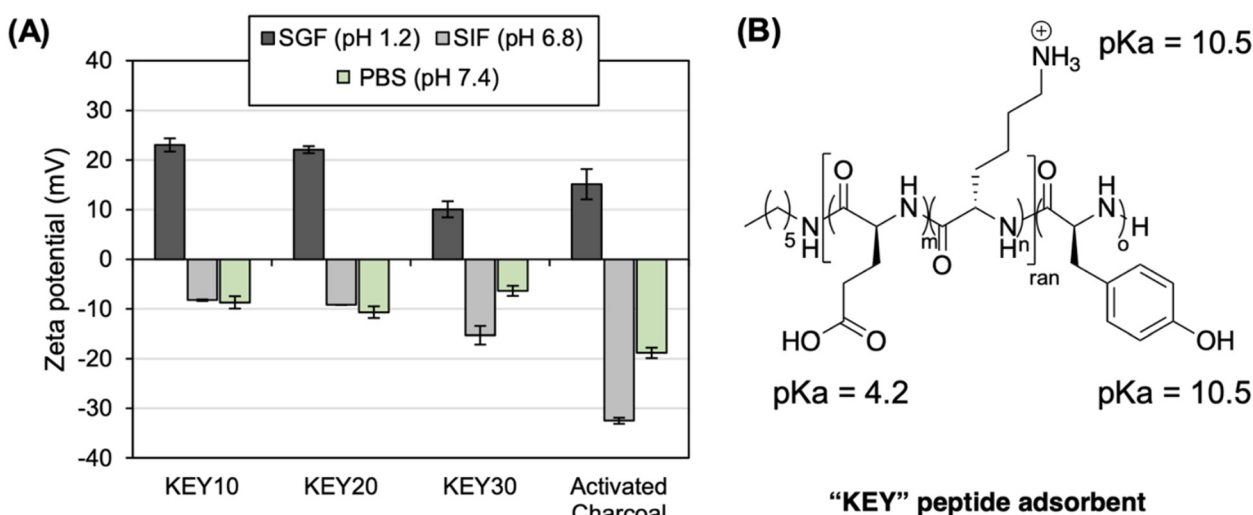 (A)
SGF (pH 1.2) SIF (pH 6.8)
PBS (pH 7.4)
40
30
20
10
0
-10
-20
-30
-40
Zeta potential (mV)
KEY10 KEY20 KEY30 Activated
Charcoal
(B)
NH3 + pKa = 10.5
O H N O H N
5 N H m O N H n ran o H
HO O OH
pKa = 4.2 pKa = 10.5
“KEY” peptide adsorbent